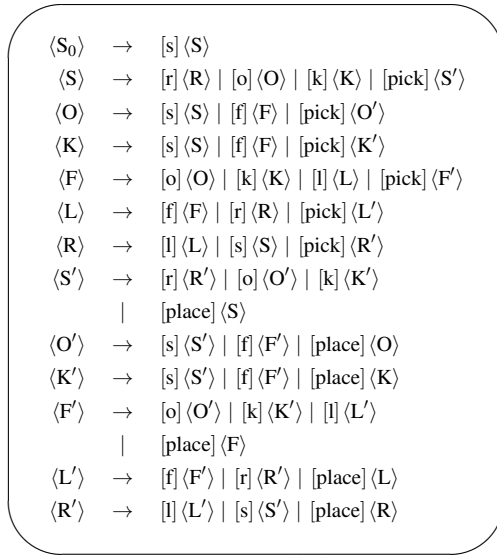 ⟨S₀⟩ → [s]⟨S⟩
⟨S⟩ → [r]⟨R⟩ | [o]⟨O⟩ | [k]⟨K⟩ | [pick]⟨S′⟩
⟨O⟩ → [s]⟨S⟩ | [f]⟨F⟩ | [pick]⟨O′⟩
⟨K⟩ → [s]⟨S⟩ | [f]⟨F⟩ | [pick]⟨K′⟩
⟨F⟩ → [o]⟨O⟩ | [k]⟨K⟩ | [l]⟨L⟩ | [pick]⟨F′⟩
⟨L⟩ → [f]⟨F⟩ | [r]⟨R⟩ | [pick]⟨L′⟩
⟨R⟩ → [l]⟨L⟩ | [s]⟨S⟩ | [pick]⟨R′⟩
⟨S′⟩ → [r]⟨R′⟩ | [o]⟨O′⟩ | [k]⟨K′⟩
| [place]⟨S⟩
⟨O′⟩ → [s]⟨S′⟩ | [f]⟨F′⟩ | [place]⟨O⟩
⟨K′⟩ → [s]⟨S′⟩ | [f]⟨F′⟩ | [place]⟨K⟩
⟨F′⟩ → [o]⟨O′⟩ | [k]⟨K′⟩ | [l]⟨L′⟩
| [place]⟨F⟩
⟨L′⟩ → [f]⟨F′⟩ | [r]⟨R′⟩ | [place]⟨L⟩
⟨R′⟩ → [l]⟨L′⟩ | [s]⟨S′⟩ | [place]⟨R⟩